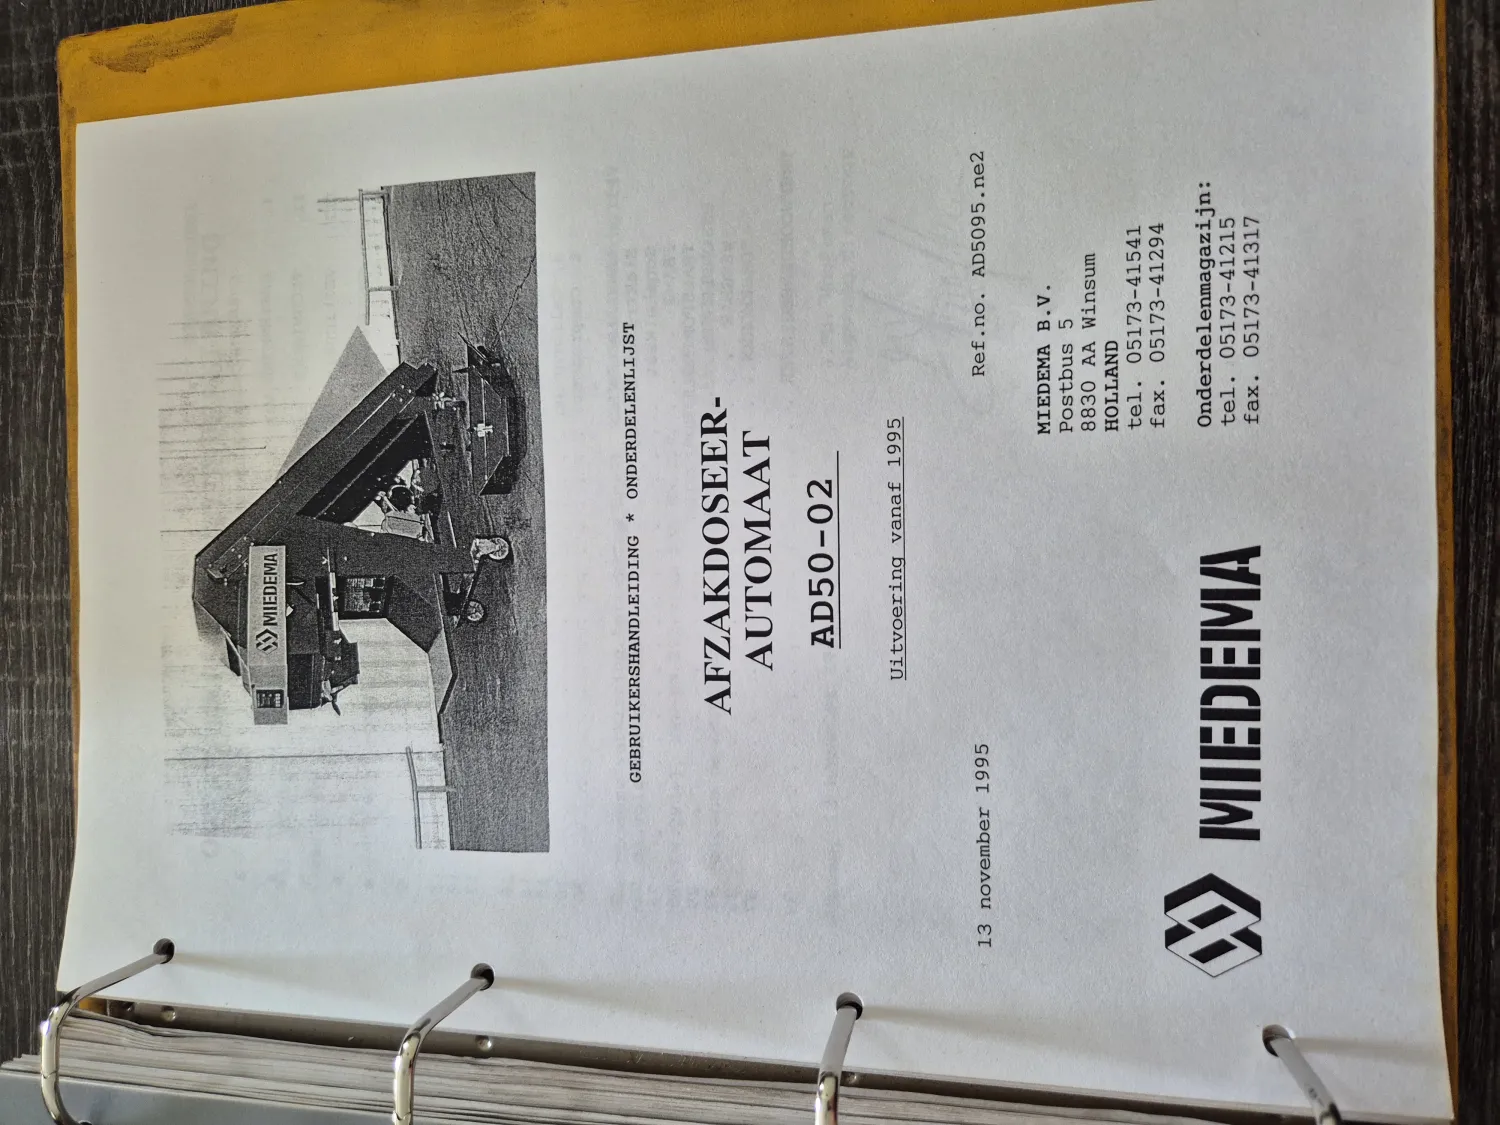 MIEDEMA
GEBRUIKERSHANDLEIDING * ONDERDELENLIJST
AFZAKDOSEER-
AUTOMAAT
AD50-02
Uitvoering vanaf 1995
13 november 1995
Ref.no. AD5095.ne2
MIEDEMA B.V.
Postbus 5
8830 AA Winsum
HOLLAND
tel. 05173-41541
fax. 05173-41294
Onderdelenmagazijn:
tel. 05173-41215
fax. 05173-41317
MIEDEMA